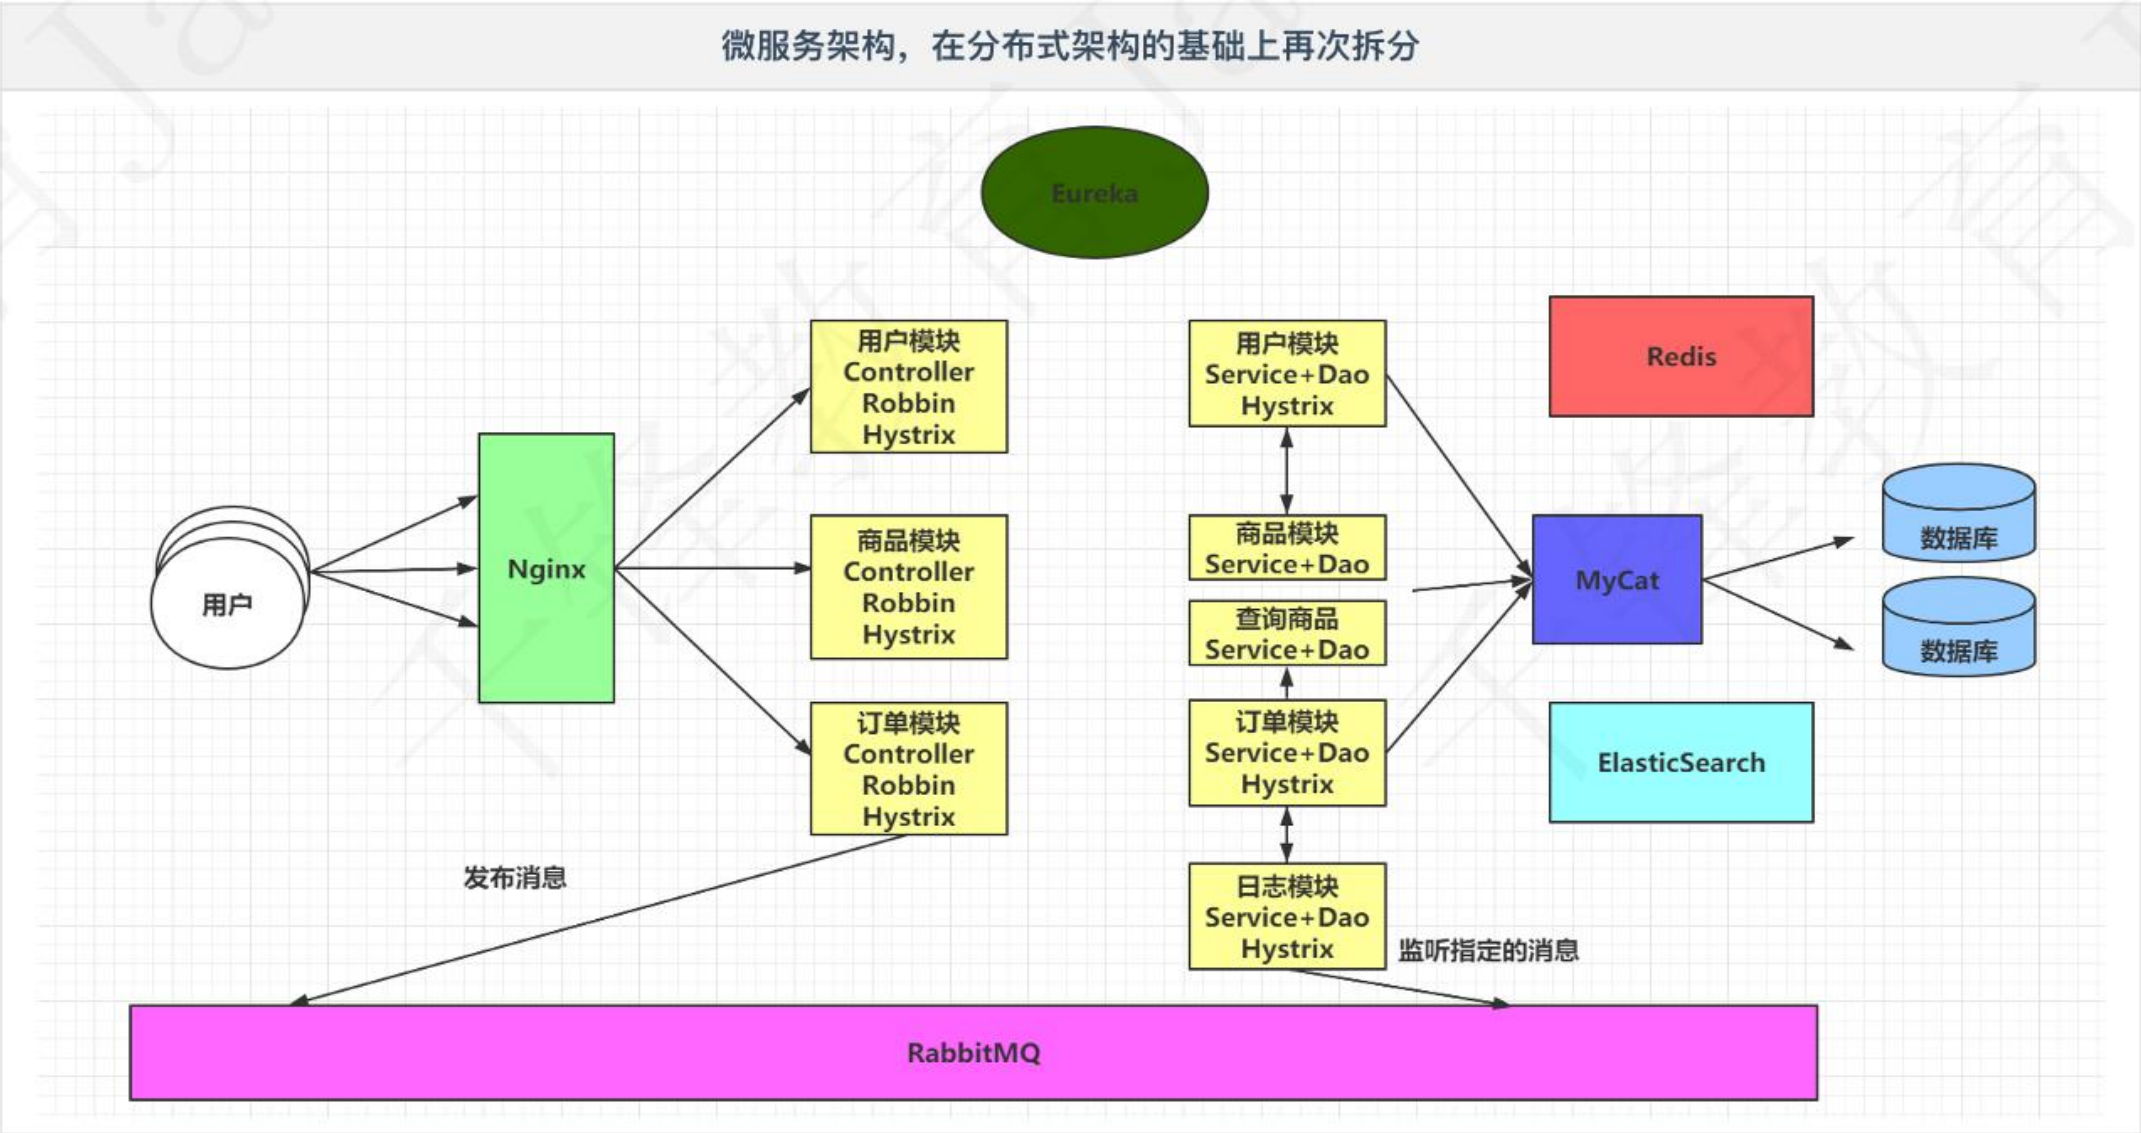 微服务架构，在分布式架构的基础上再次拆分
Eureka
用户
Nginx
用户模块
Controller
Robbin
Hystrix
商品模块
Controller
Robbin
Hystrix
订单模块
Controller
Robbin
Hystrix
用户模块
Service+Dao
Hystrix
商品模块
Service+Dao
查询商品
Service+Dao
订单模块
Service+Dao
Hystrix
日志模块
Service+Dao
Hystrix
Redis
MyCat
数据库
数据库
ElasticSearch
发布消息
监听指定的消息
RabbitMQ